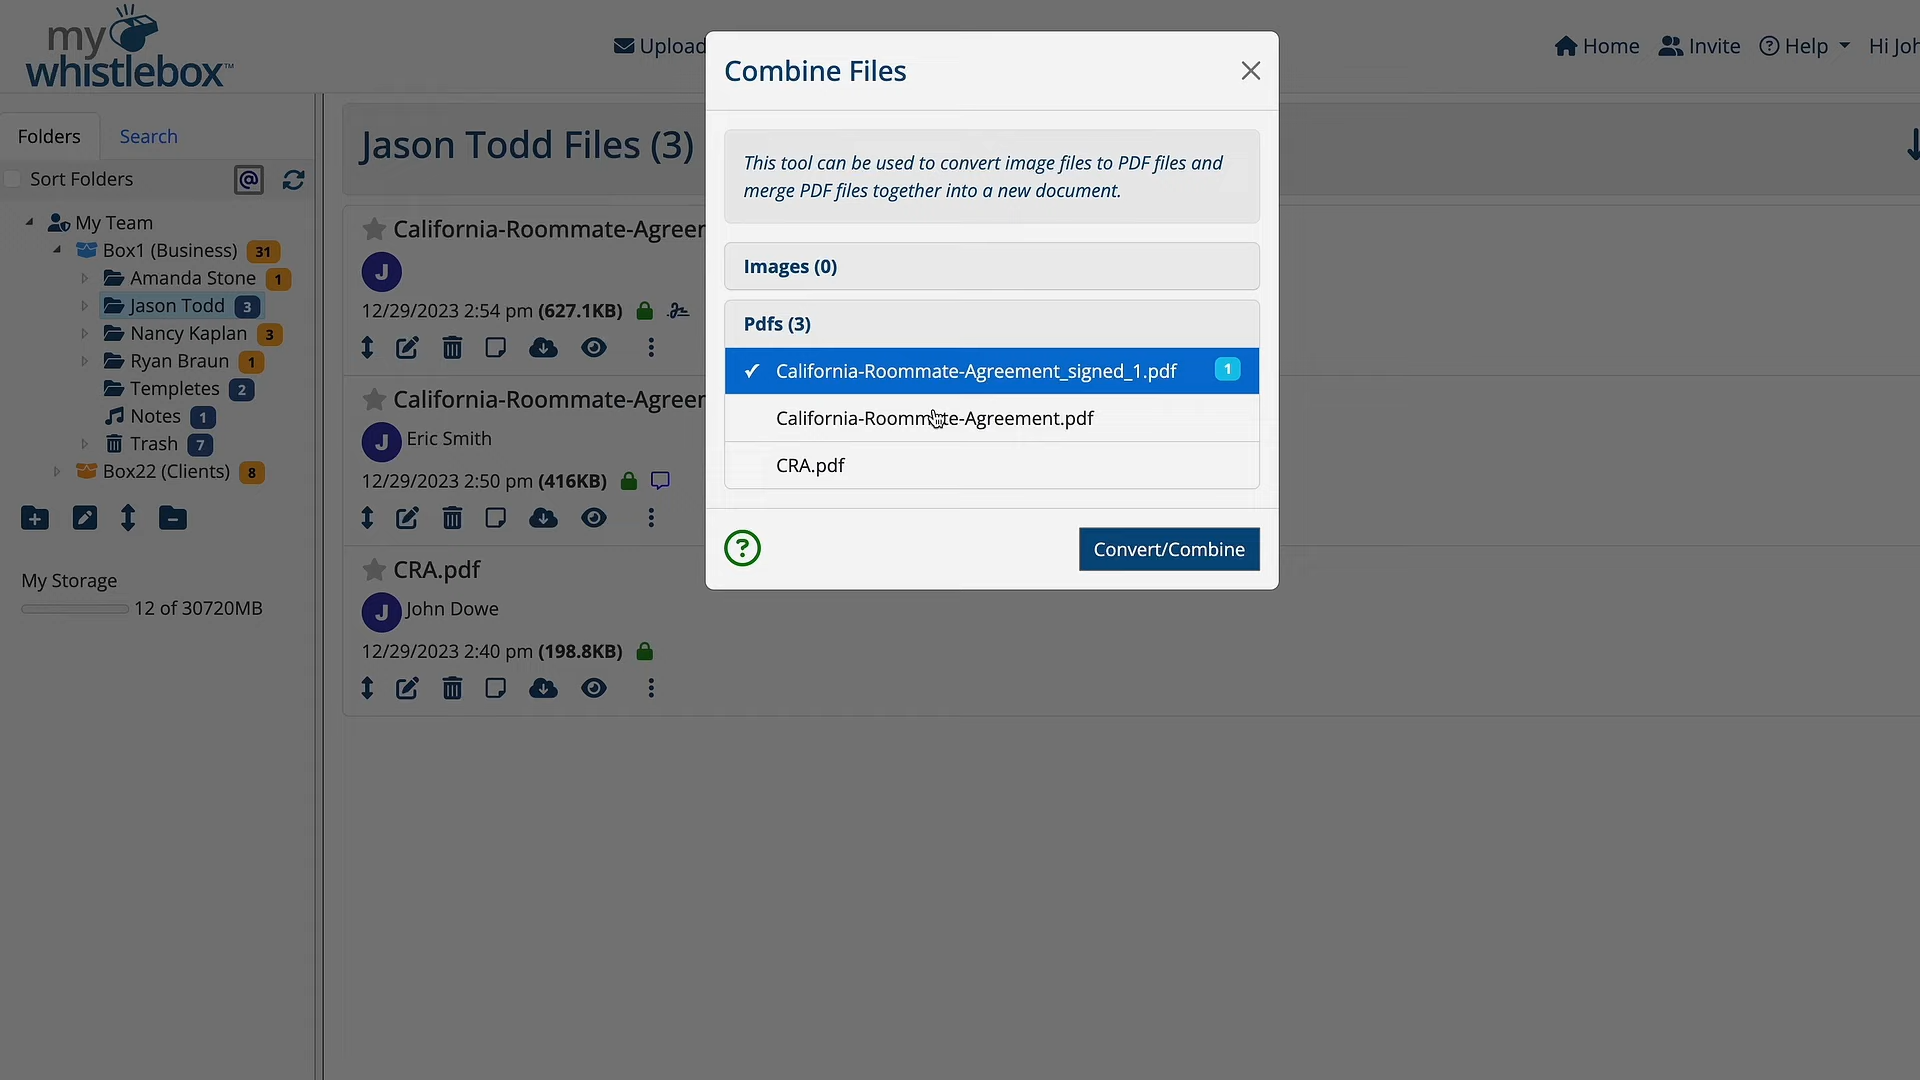 my
whistlebox™
Upload
Home
Invite
Help
Hi Joh
Folders
Search
Sort Folders
@
My Team
Box1 (Business) 31
Amanda Stone 1
Jason Todd 3
Nancy Kaplan 3
Ryan Braun 1
Templetes 2
Notes 1
Trash 7
Box22 (Clients) 8
My Storage
12 of 30720MB
Jason Todd Files (3)
California-Roommate-Agreer
J
12/29/2023 2:54 pm (627.1KB)
California-Roommate-Agreer
J Eric Smith
12/29/2023 2:50 pm (416KB)
CRA.pdf
J John Dowe
12/29/2023 2:40 pm (198.8KB)
Combine Files
This tool can be used to convert image files to PDF files and
merge PDF files together into a new document.
Images (0)
Pdfs (3)
California-Roommate-Agreement_signed_1.pdf 1
California-Roommate-Agreement.pdf
CRA.pdf
?
Convert/Combine